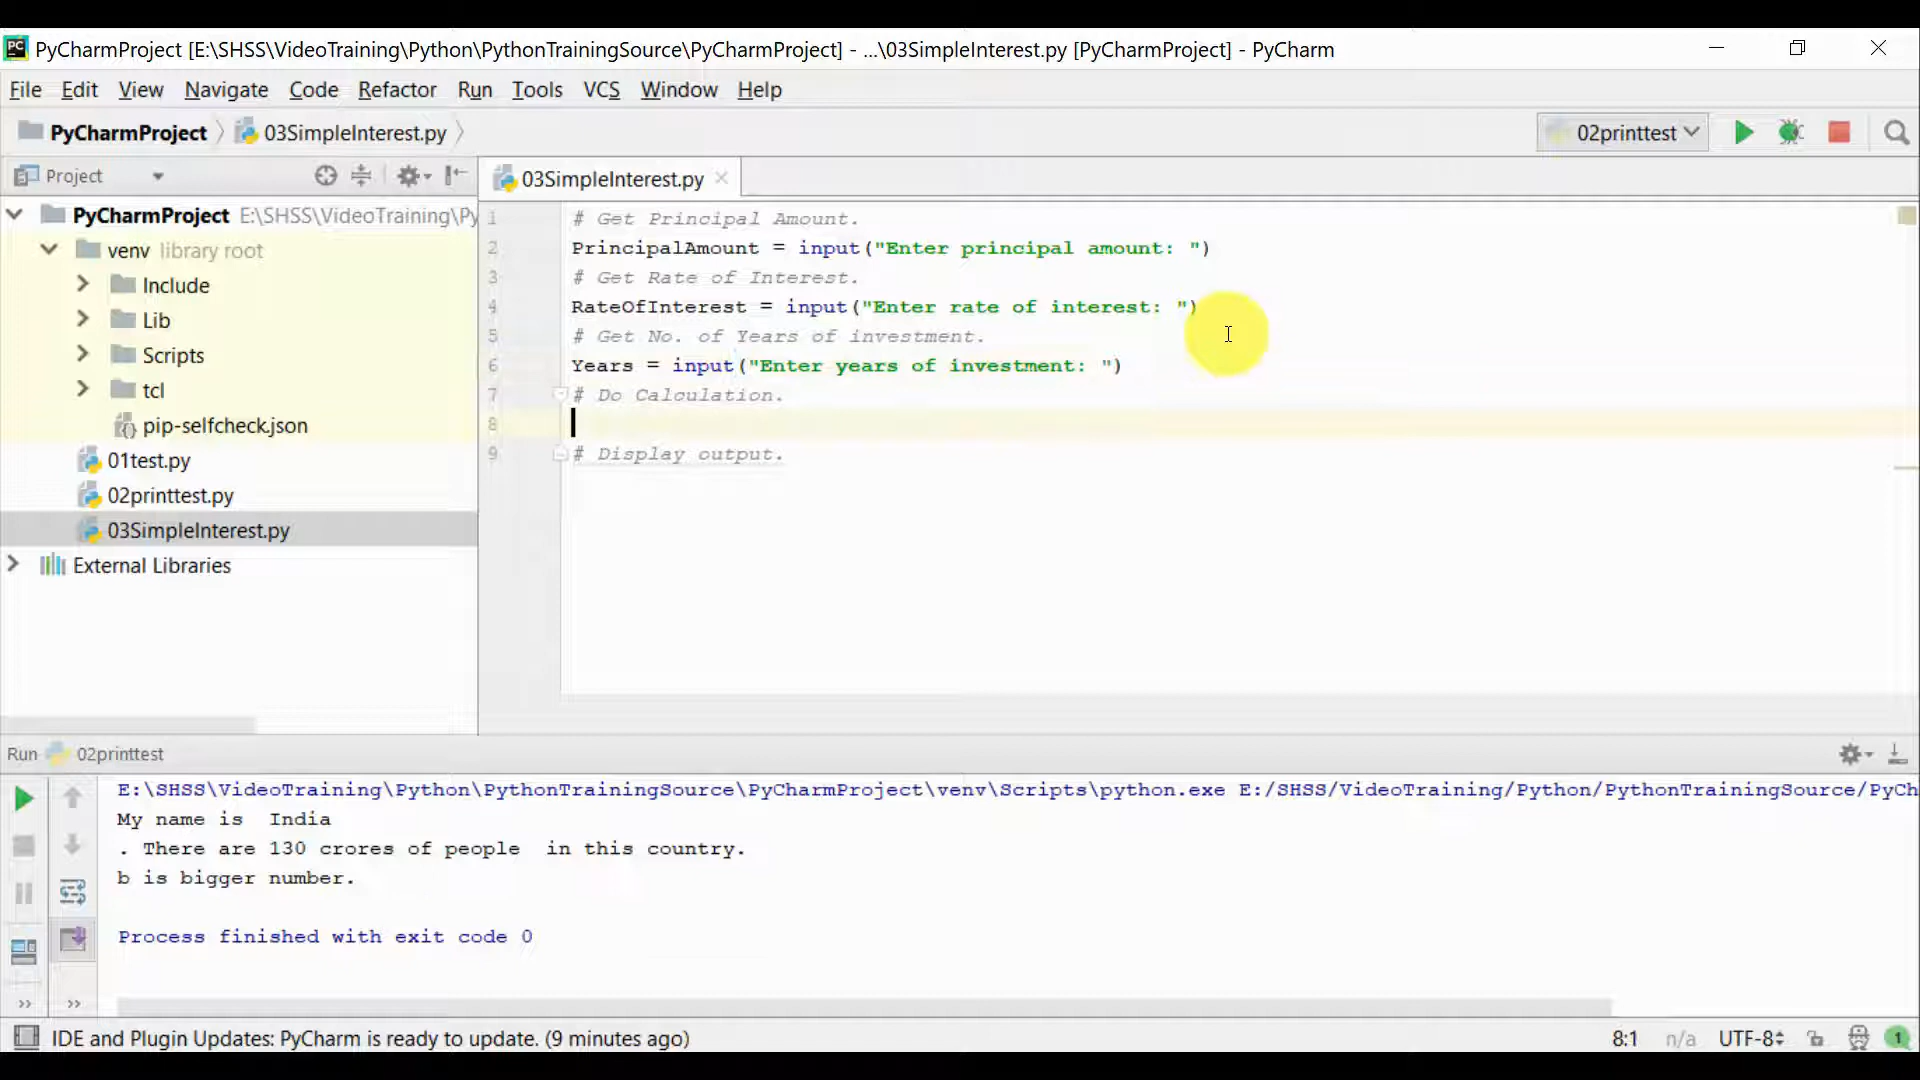 PyCharmProject [E:\SHSS\VideoTraining\Python\PythonTrainingSource\PyCharmProject] - ...\03SimpleInterest.py [PyCharmProject] - PyCharm
File Edit View Navigate Code Refactor Run Tools VCS Window Help
PyCharmProject 03SimpleInterest.py
02printtest
Project
03SimpleInterest.py
PyCharmProject E:\SHSS\VideoTraining\Py
venv library root
Include
Lib
Scripts
tcl
pip-selfcheck.json
01test.py
02printtest.py
03SimpleInterest.py
External Libraries
1 # Get Principal Amount.
2 PrincipalAmount = input("Enter principal amount: ")
3 # Get Rate of Interest.
4 RateOfInterest = input("Enter rate of interest: ")
5 # Get No. of Years of investment.
6 Years = input("Enter years of investment: ")
7 # Do Calculation.
8
9 # Display output.
Run 02printtest
E:\SHSS\VideoTraining\Python\PythonTrainingSource\PyCharmProject\venv\Scripts\python.exe E:/SHSS/VideoTraining/Python/PythonTrainingSource/PyCh
My name is  India
. There are 130 crores of people  in this country.
b is bigger number.
Process finished with exit code 0
IDE and Plugin Updates: PyCharm is ready to update. (9 minutes ago)
8:1 n/a UTF-8 1